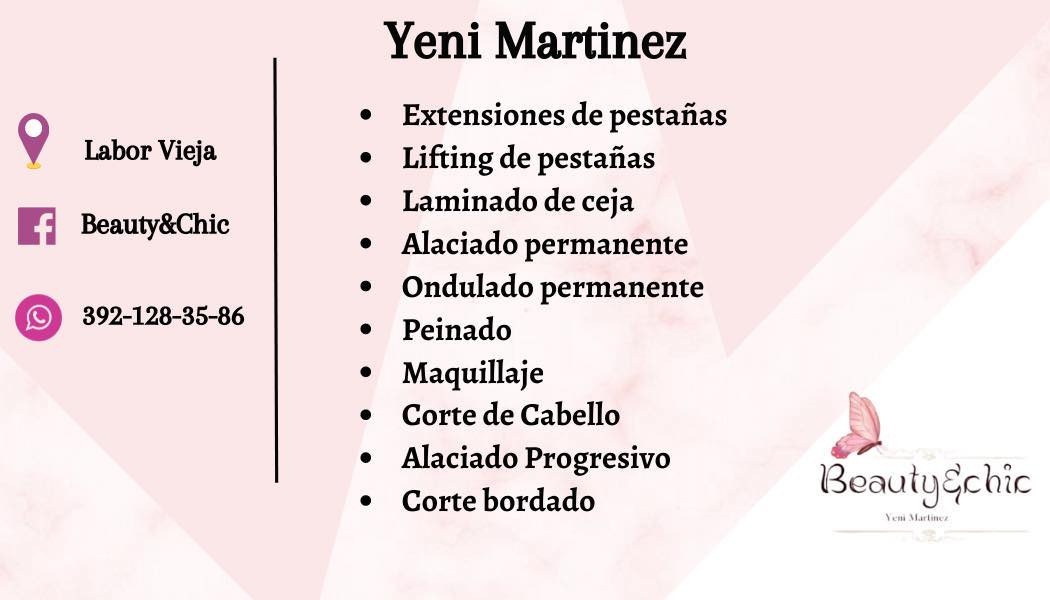 Yeni Martinez
Labor Vieja
Beauty&Chic
392-128-35-86
Extensiones de pestañas
Lifting de pestañas
Laminado de ceja
Alaciado permanente
Ondulado permanente
Peinado
Maquillaje
Corte de Cabello
Alaciado Progresivo
Corte bordado
Beauty&chic
Yeni Martinez